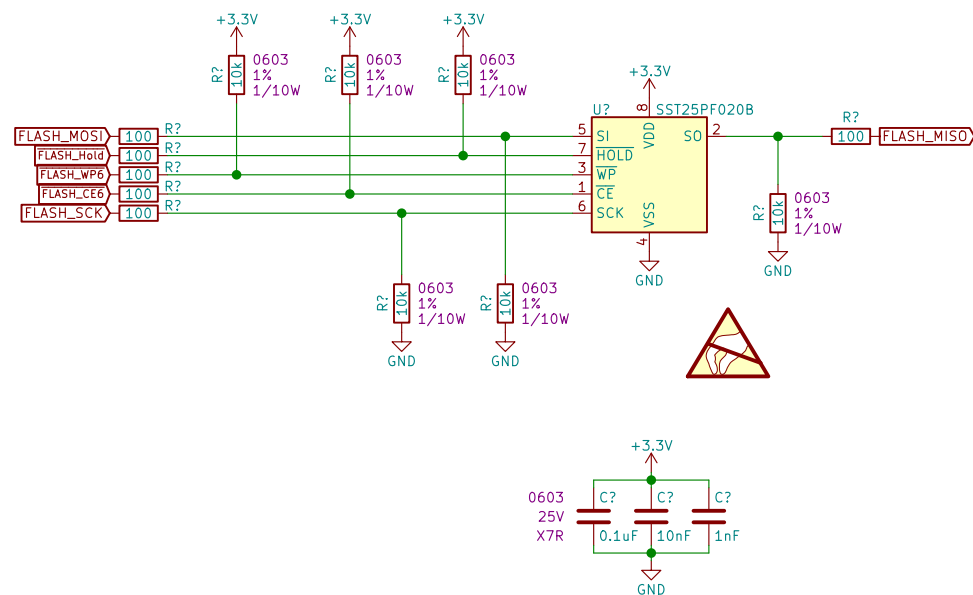 +3.3V
+3.3V
+3.3V
R?
10k
0603
1%
1/10W
R?
10k
0603
1%
1/10W
R?
10k
0603
1%
1/10W
+3.3V
U?
8
SST25PF020B
FLASH_MOSI
100
R?
5
SI
VDD
SO
2
R?
100
FLASH_MISO
FLASH_Hold
100
R?
7
HOLD
FLASH_WP6
100
R?
3
WP
FLASH_CE6
100
R?
1
CE
FLASH_SCK
100
R?
6
SCK
VSS
4
GND
R?
10k
0603
1%
1/10W
GND
R?
10k
0603
1%
1/10W
GND
R?
10k
0603
1%
1/10W
GND
+3.3V
0603
25V
X7R
C?
0.1uF
C?
10nF
C?
1nF
GND